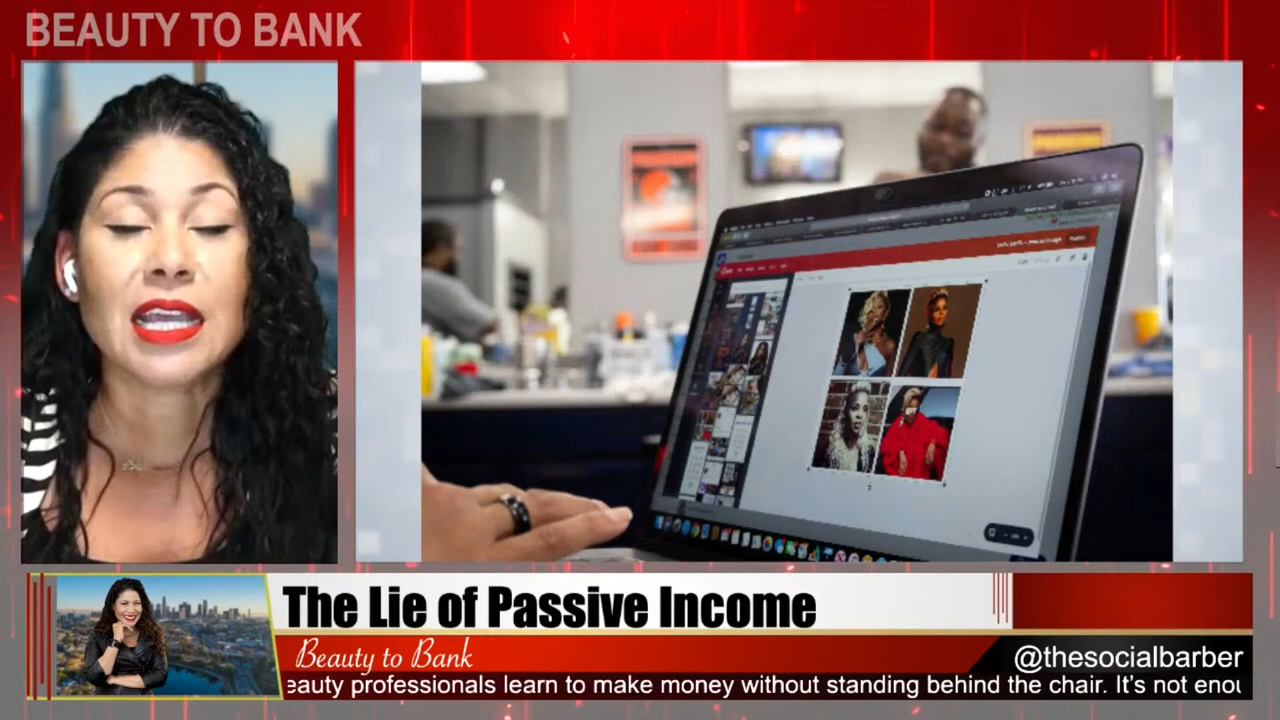 BEAUTY TO BANK
The Lie of Passive Income
Beauty to Bank
@thesocialbarber
eauty professionals learn to make money without standing behind the chair. It's not enou